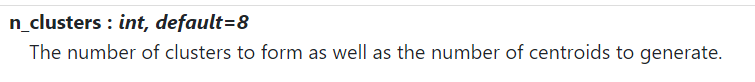 n_clusters : int, default=8
The number of clusters to form as well as the number of centroids to generate.